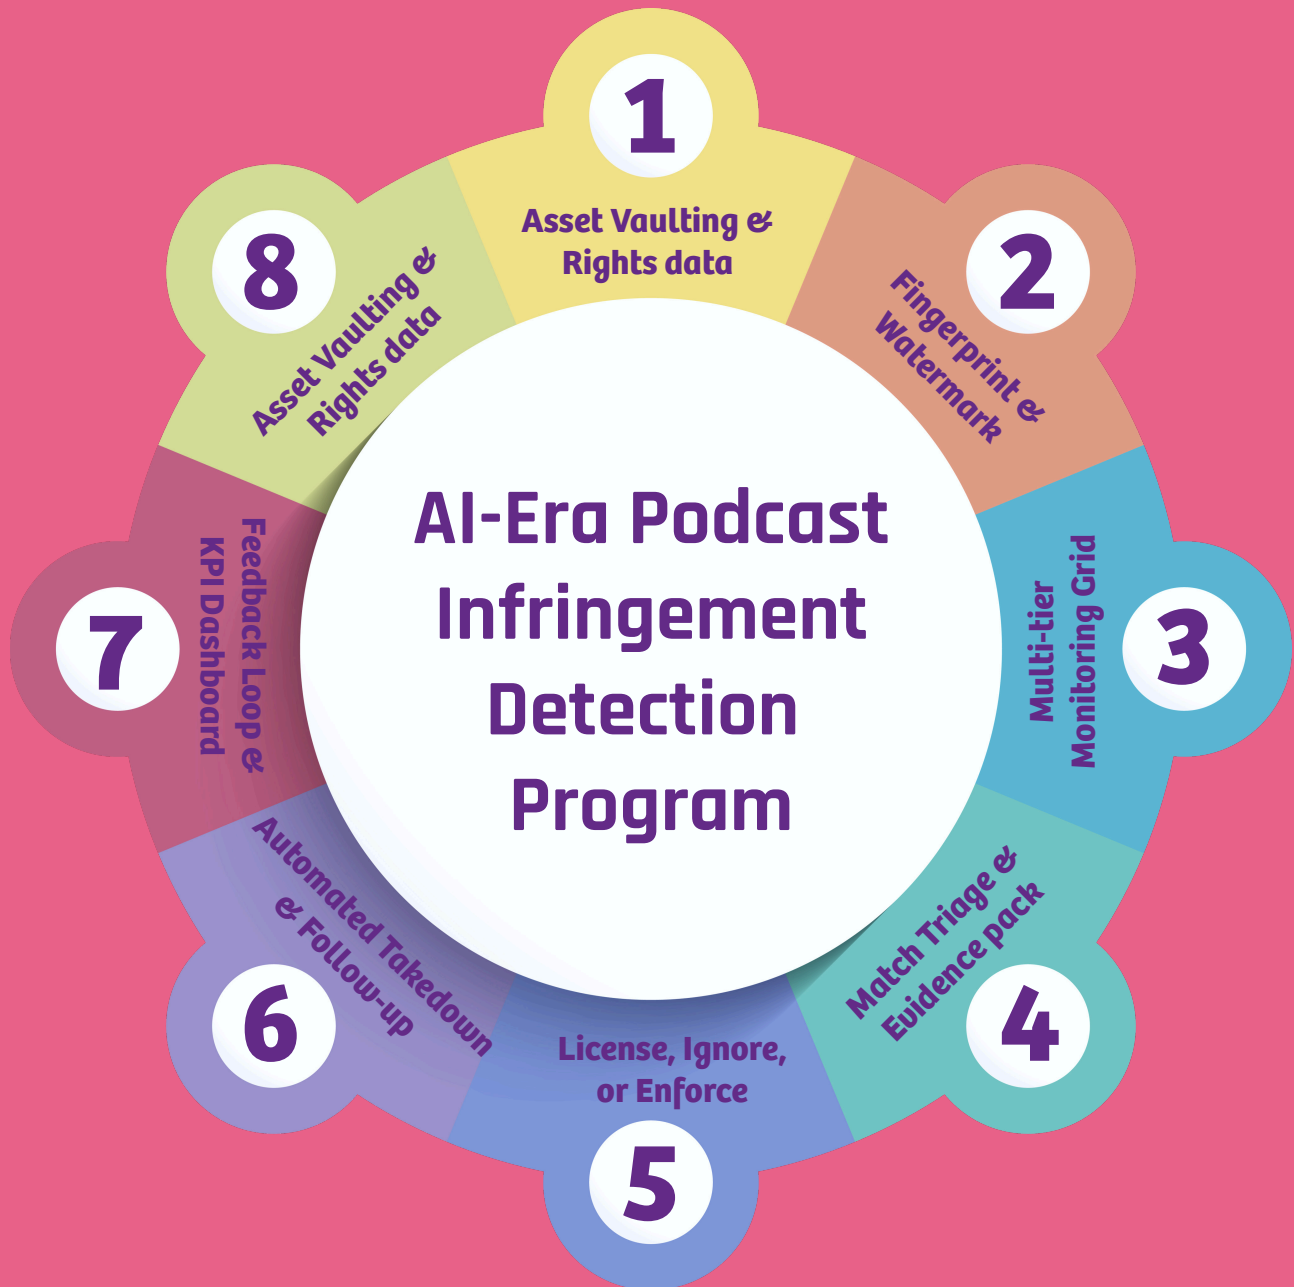 AI-Era Podcast
Infringement
Detection
Program
1
Asset Vaulting &
Rights data
2
Fingerprint &
Watermark
3
Multi-tier
Monitoring Grid
4
Match Triage &
Evidence pack
5
License, Ignore,
or Enforce
6
Automated Takedown
& Follow-up
7
Feedback Loop &
KPI Dashboard
8
Asset Vaulting &
Rights data